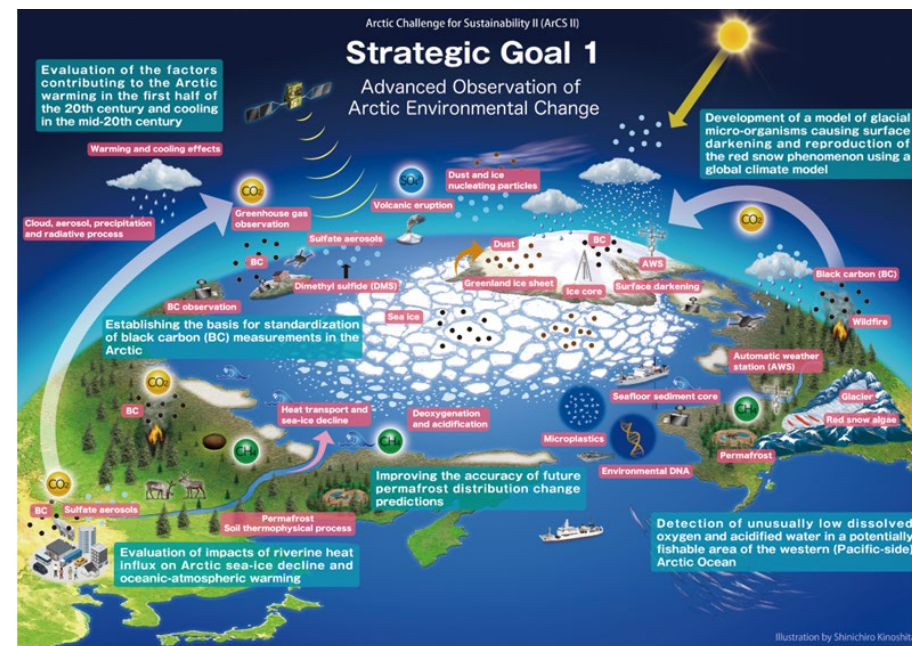 Arctic Challenge for Sustainability II (ArCS II)
Strategic Goal 1
Advanced Observation of
Arctic Environmental Change
Evaluation of the factors
contributing to the Arctic
warming in the first half of
the 20th century and cooling
in the mid-20th century
Development of a model of glacial
micro-organisms causing surface
darkening and reproduction of
the red snow phenomenon using a
global climate model
Warming and cooling effects
Cloud, aerosol, precipitation
and radiative process
CO₂
Greenhouse gas
observation
Volcanic eruption
Dust and ice
nucleating particles
CO₂
Sulfate aerosols
BC
Dimethyl sulfide (DMS)
BC observation
Dust
Greenland ice sheet
BC
Ice core
AWS
Surface darkening
Black carbon (BC)
Wildfire
Sea ice
Establishing the basis for standardization
of black carbon (BC) measurements in the
Arctic
Automatic weather
station (AWS)
CO₂
BC
CH₄
Heat transport and
sea-ice decline
Deoxygenation
and acidification
CH₄
Seafloor sediment core
Microplastics
Environmental DNA
CH₄
Glacier
Red snow algae
Permafrost
Improving the accuracy of future
permafrost distribution change
predictions
CO₂
BC
Sulfate aerosols
Permafrost
Soil thermophysical process
Evaluation of impacts of riverine heat
influx on Arctic sea-ice decline and
oceanic-atmospheric warming
Detection of unusually low dissolved
oxygen and acidified water in a potentially
fishable area of the western (Pacific-side)
Arctic Ocean
Illustration by Shinichiro Kinoshita